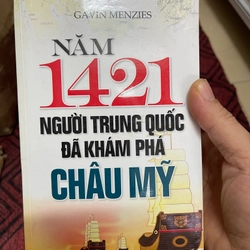 GAVIN MENZIES
NĂM
1421
NGƯỜI TRUNG QUỐC
ĐÃ KHÁM PHÁ
CHÂU MỸ